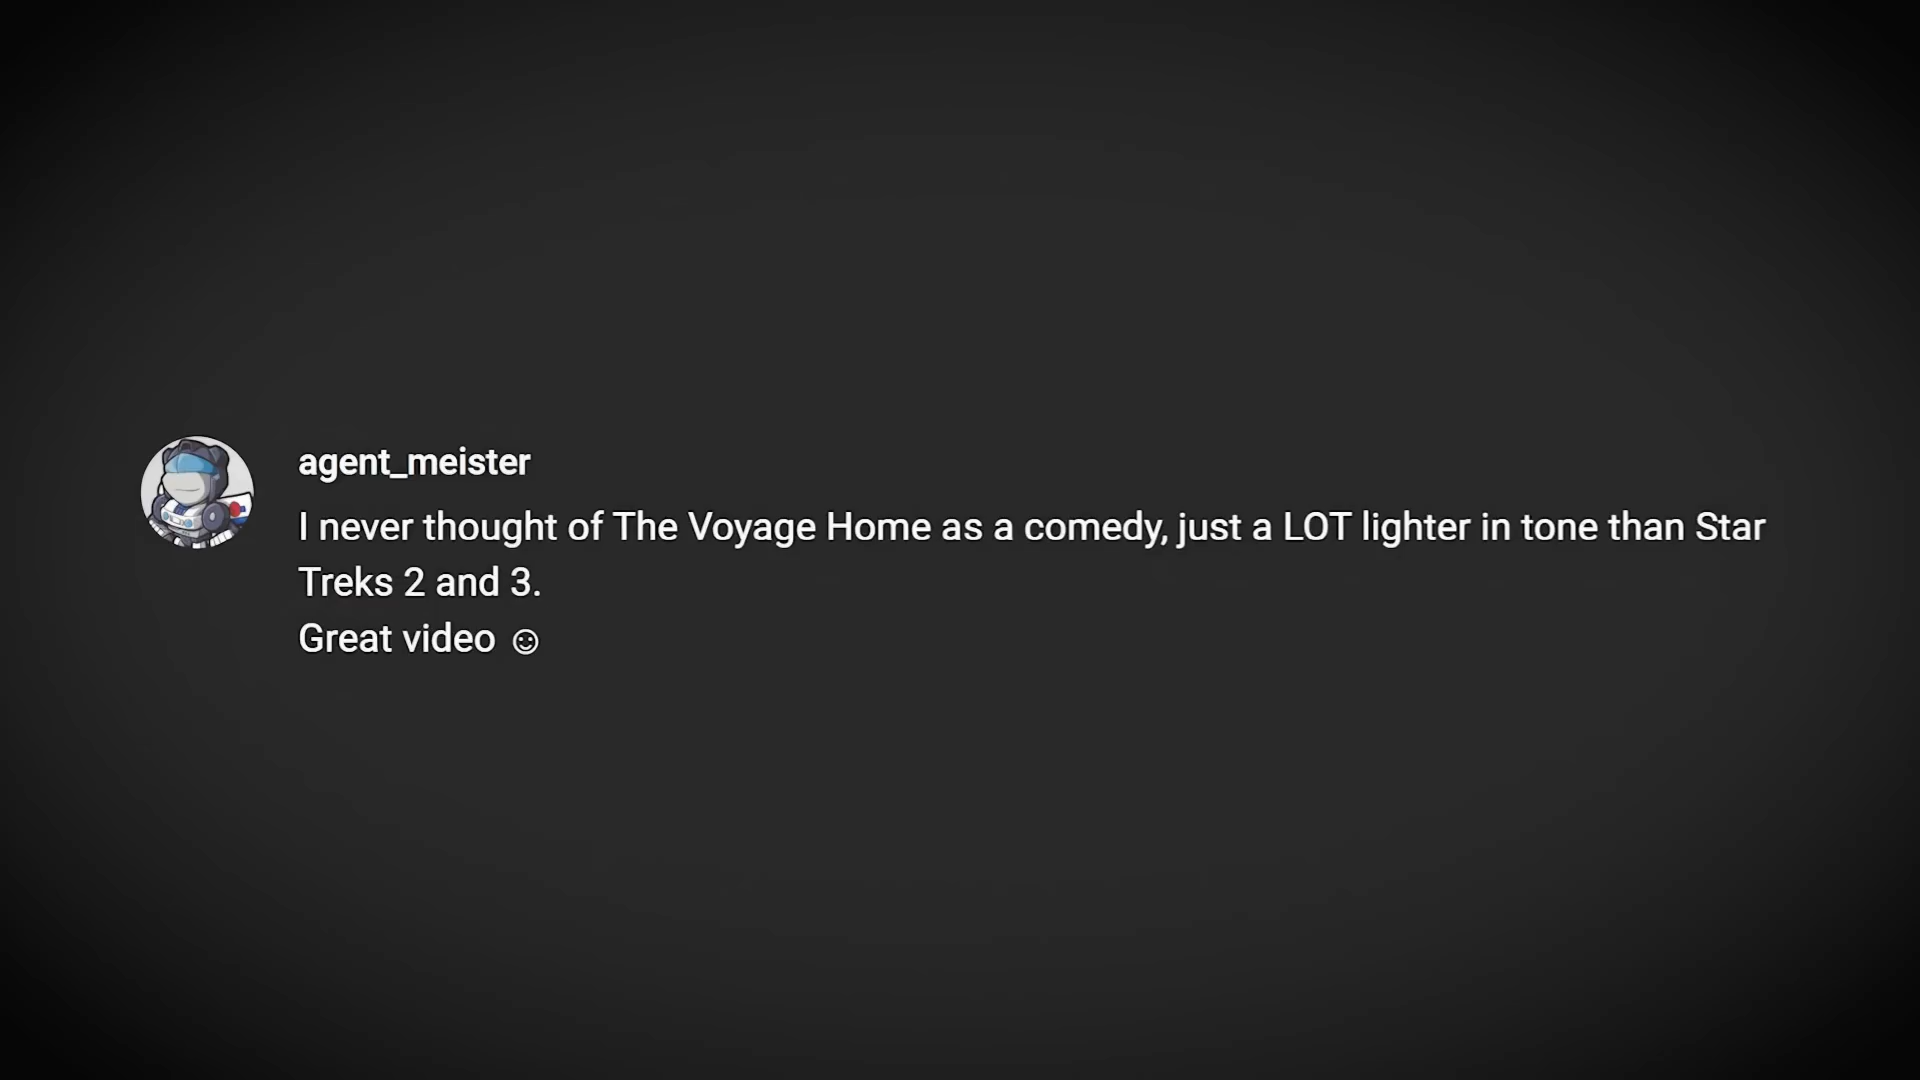 agent_meister
I never thought of The Voyage Home as a comedy, just a LOT lighter in tone than Star
Treks 2 and 3.
Great video ☺